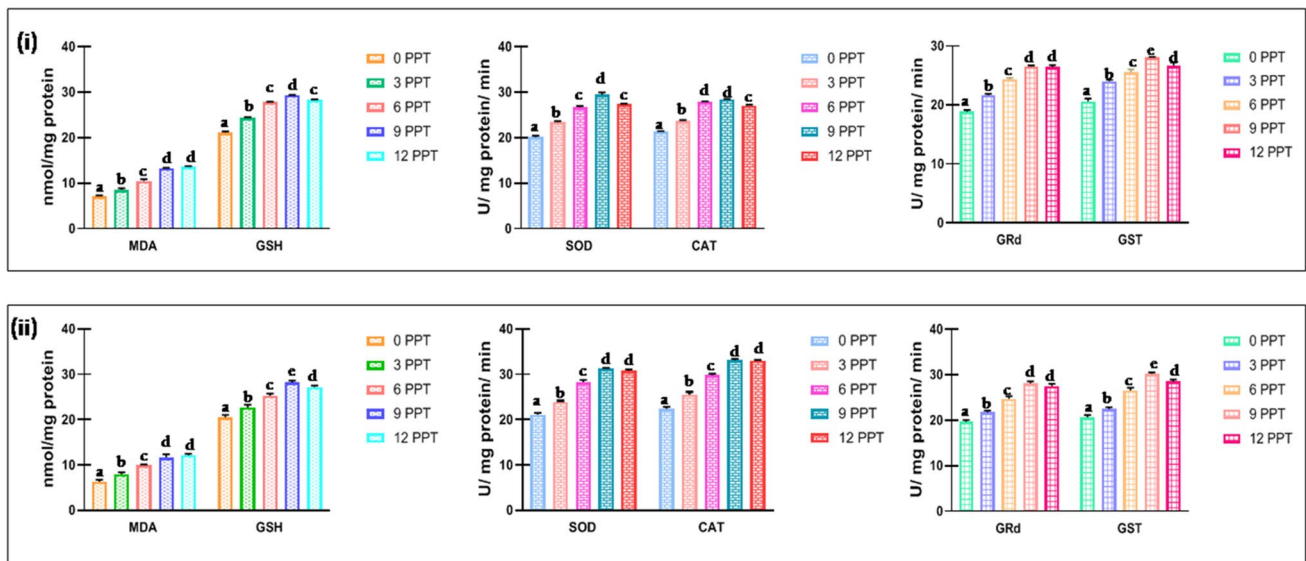 (i)
nmol/mg protein
40
30
20
10
0
a b c d d
a b c d c
MDA GSH
0 PPT
3 PPT
6 PPT
9 PPT
12 PPT
U/ mg protein/ min
40
30
20
10
0
a b c d c
a b d d c
SOD CAT
0 PPT
3 PPT
6 PPT
9 PPT
12 PPT
U/ mg protein/ min
30
20
10
0
a b c d d
a b c e d
GRd GST
0 PPT
3 PPT
6 PPT
9 PPT
12 PPT
(ii)
nmol/mg protein
40
30
20
10
0
a b c d d
a b c e d
MDA GSH
0 PPT
3 PPT
6 PPT
9 PPT
12 PPT
U/ mg protein/ min
40
30
20
10
0
a b c d d
a b c d d
SOD CAT
0 PPT
3 PPT
6 PPT
9 PPT
12 PPT
U/ mg protein/ min
40
30
20
10
0
a b c d d
a b c e d
GRd GST
0 PPT
3 PPT
6 PPT
9 PPT
12 PPT